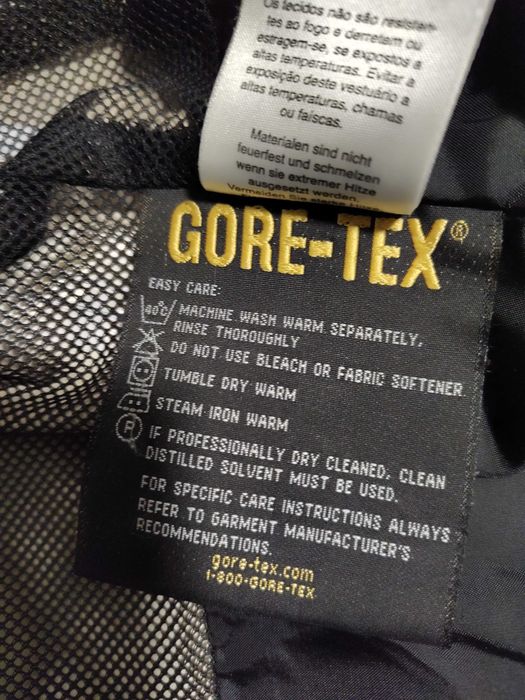 Os tecidos não são resisten-
tes ao fogo e derretem ou
estragem-se, se expostos a
altas temperaturas. Evitar a
exposição deste vestuário a
altas temperaturas, chamas
ou faíscas.
Materialen sind nicht
feuerfest und schmelzen
wenn sie extremer Hitze
ausgesetzt werden.
Vermeiden Sie starke
GORE-TEX®
EASY CARE:
40°C MACHINE WASH WARM SEPARATELY,
RINSE THOROUGHLY
DO NOT USE BLEACH OR FABRIC SOFTENER
TUMBLE DRY WARM
STEAM IRON WARM
P IF PROFESSIONALLY DRY CLEANED, CLEAN
DISTILLED SOLVENT MUST BE USED.
FOR SPECIFIC CARE INSTRUCTIONS ALWAYS
REFER TO GARMENT MANUFACTURER'S
RECOMMENDATIONS.
gore-tex.com
1-800-GORE-TEX